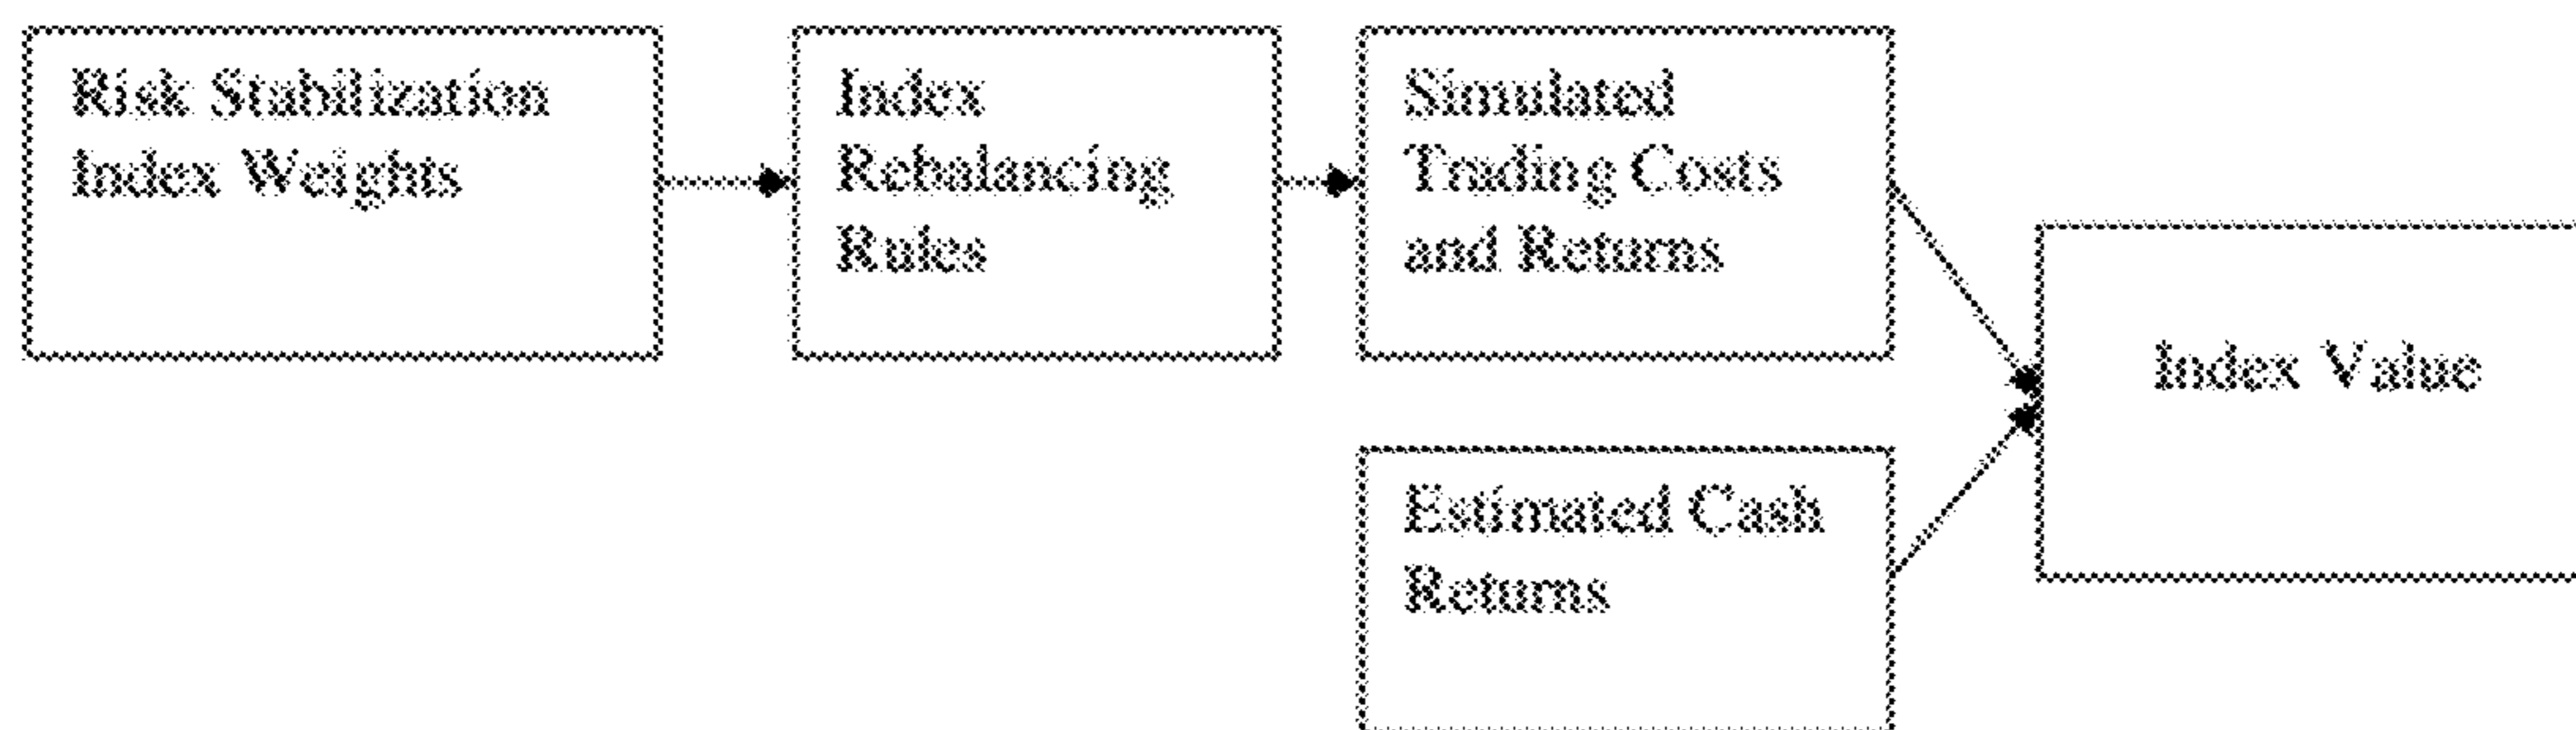 Risk Stabilization
Index Weights
Index
Rebalancing
Rules
Simulated
Trading Costs
and Returns
Estimated Cash
Returns
Index Value